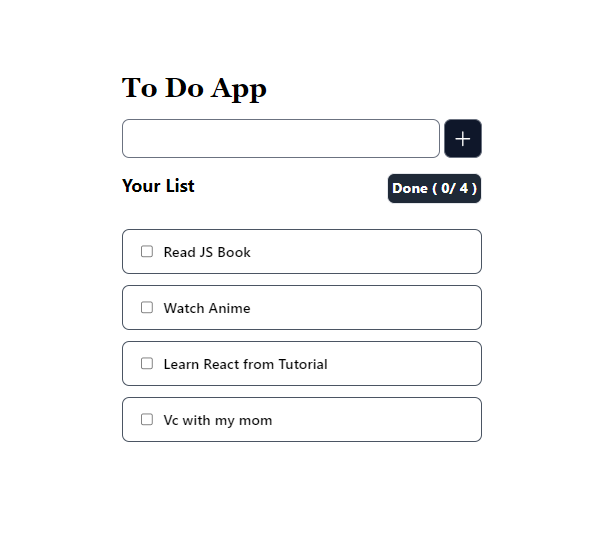 To Do App
Your List
Done ( 0/ 4 )
Read JS Book
Watch Anime
Learn React from Tutorial
Vc with my mom